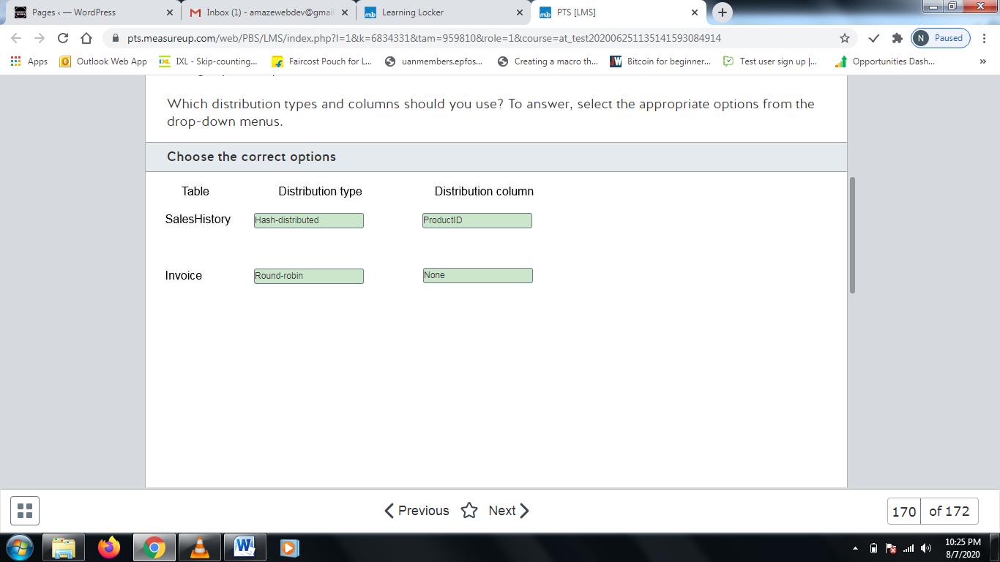 Pages ‹ — WordPress
Inbox (1) - amazewebdev@gmail
Learning Locker
PTS [LMS]
pts.measureup.com/web/PBS/LMS/index.php?l=1&k=6834331&tam=959810&role=1&course=at_test202006251135141593084914
N Paused
Apps
Outlook Web App
IXL - Skip-counting...
Faircost Pouch for L...
uanmembers.epfos...
Creating a macro th...
Bitcoin for beginner...
Test user sign up |...
Opportunities Dash...
»
Which distribution types and columns should you use? To answer, select the appropriate options from the
drop-down menus.
Choose the correct options
Table Distribution type Distribution column
SalesHistory Hash-distributed ProductID
Invoice Round-robin None
Previous Next
170 of 172
10:25 PM
8/7/2020